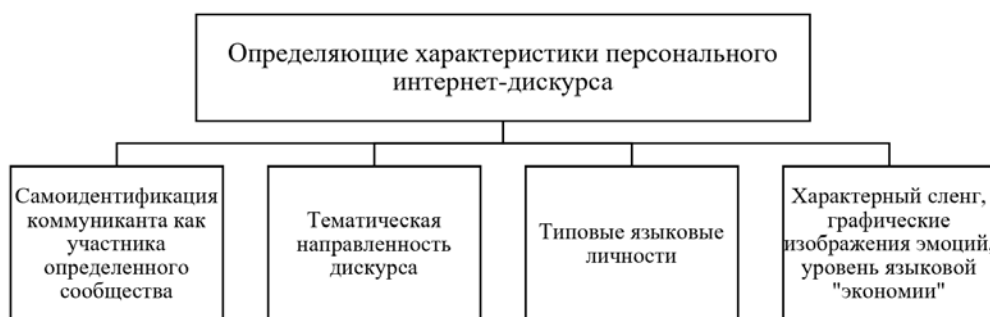 Определяющие характеристики персонального
интернет-дискурса
Самоидентификация
коммуниканта как
участника
определенного
сообщества
Тематическая
направленность
дискурса
Типовые языковые
личности
Характерный сленг,
графические
изображения эмоций,
уровень языковой
"экономии"